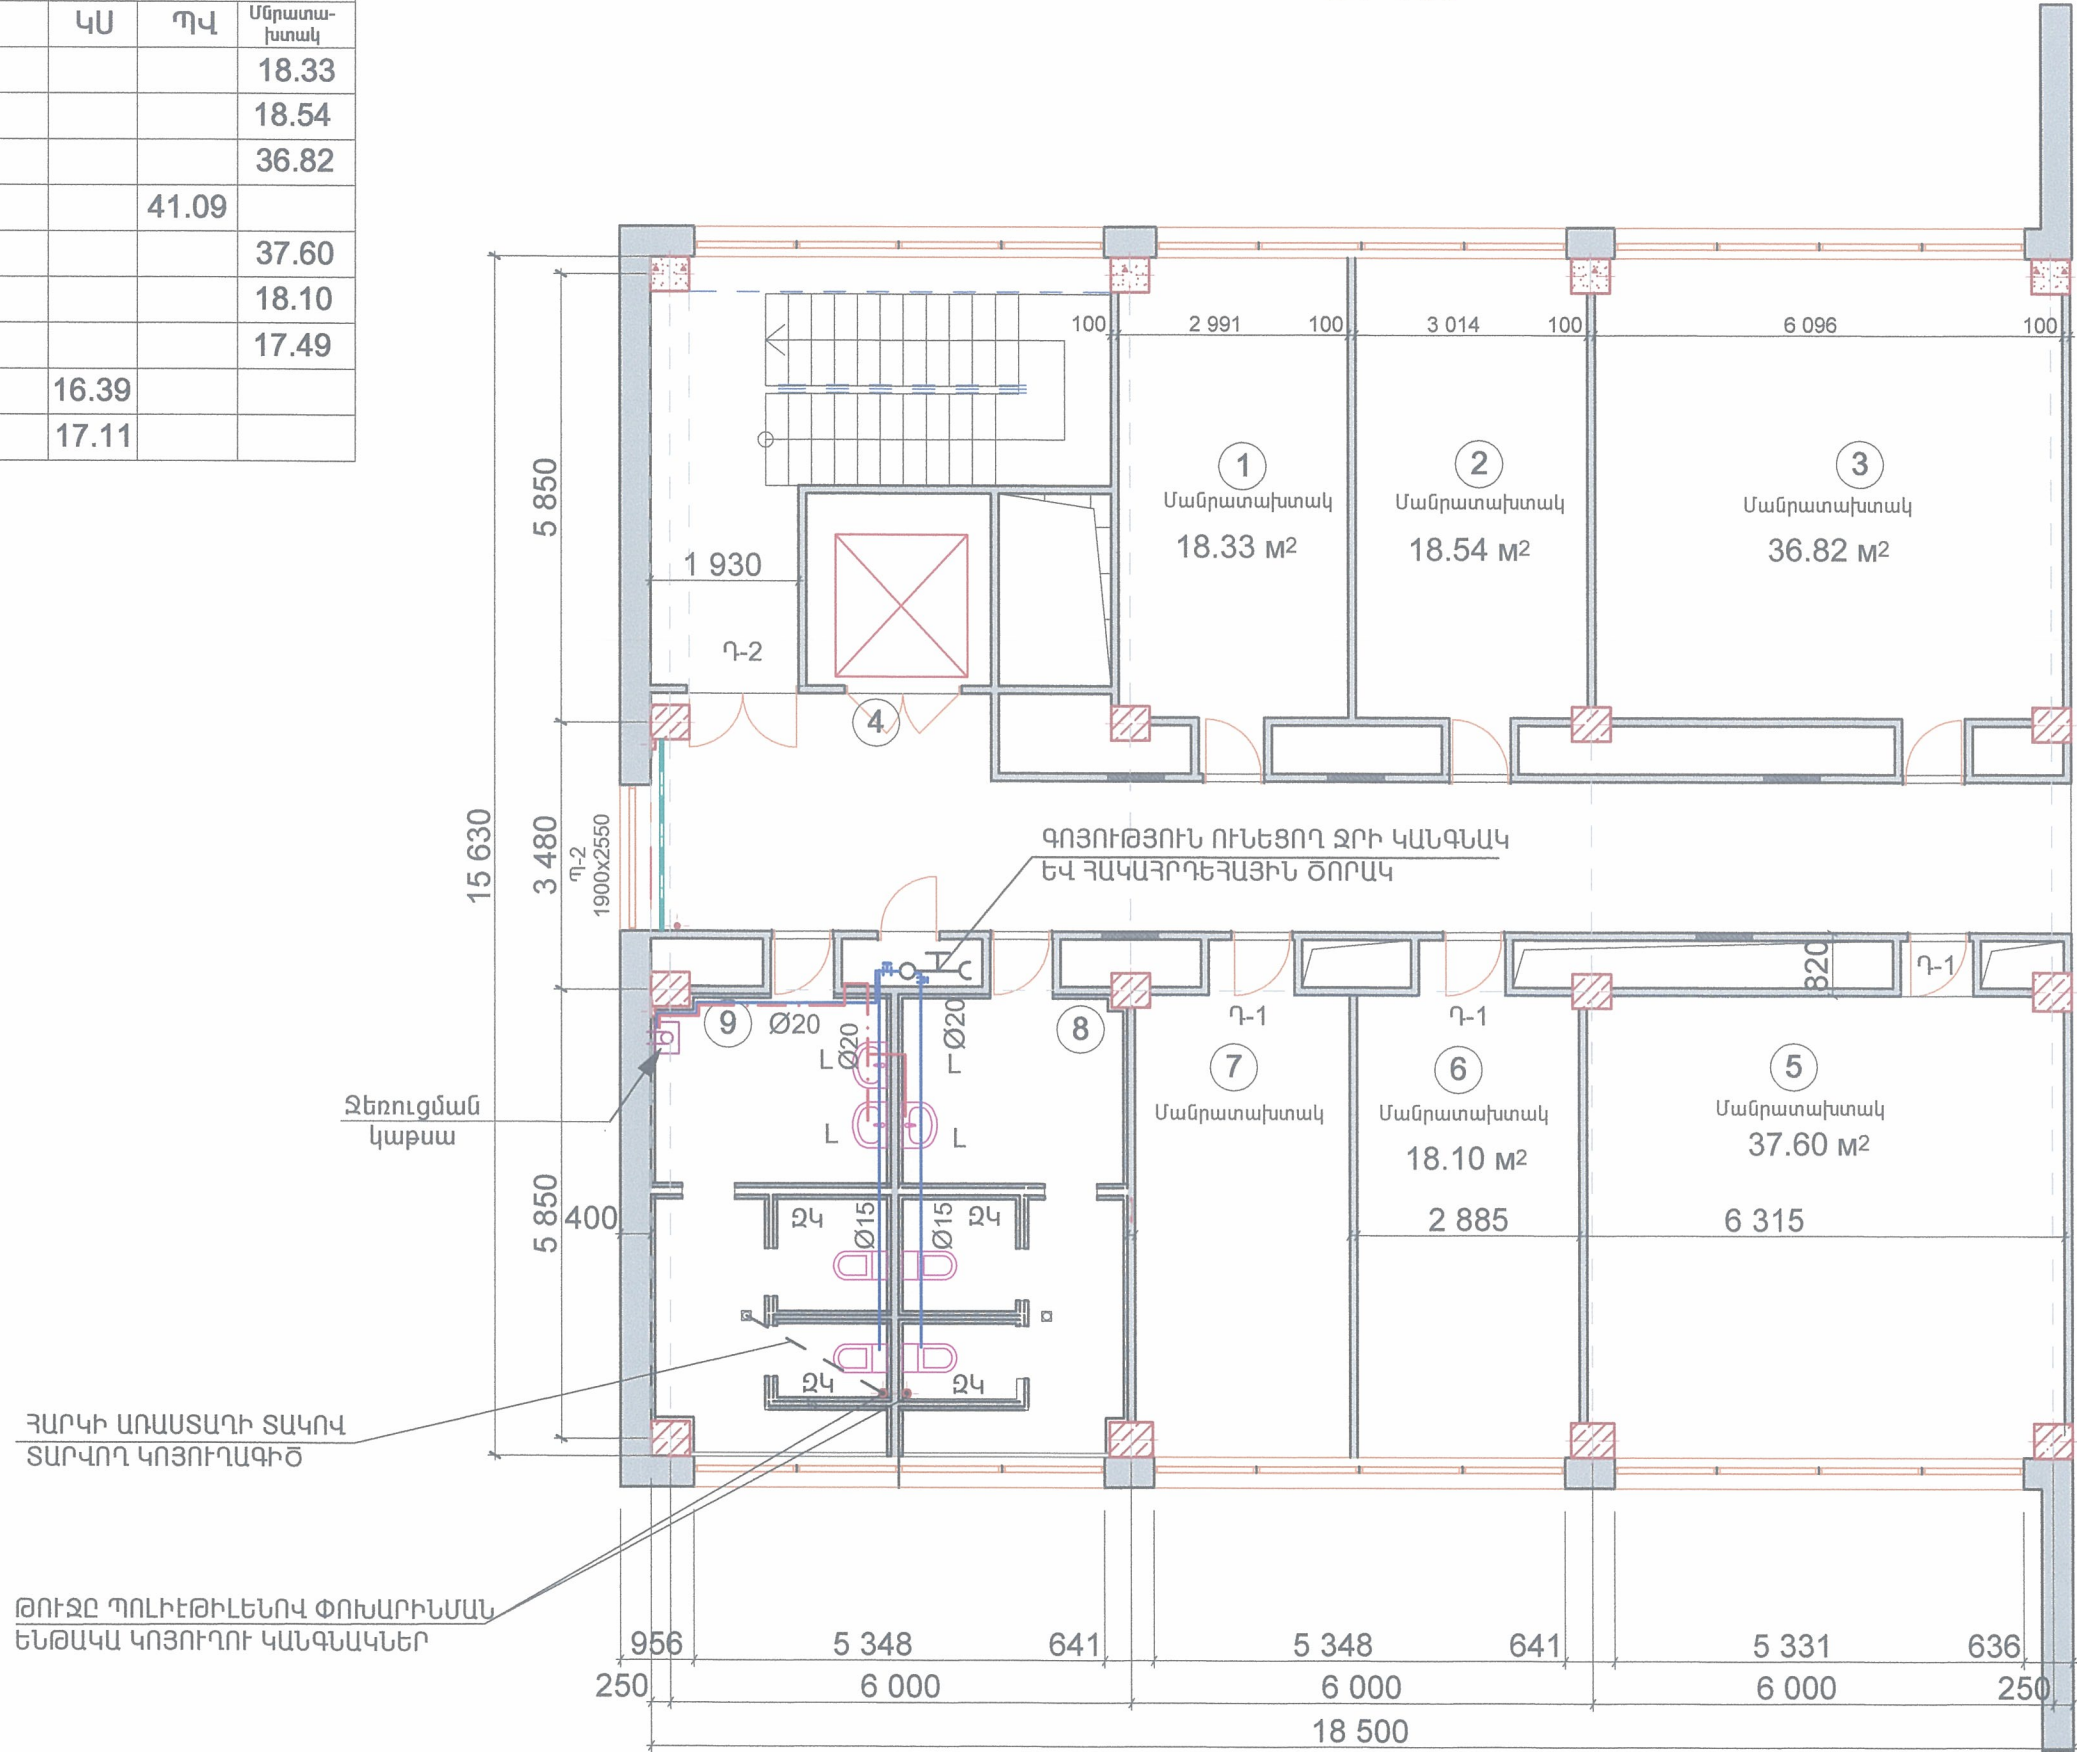 ԿՍ ՊՎ Մնրատա-
խտակ
18.33
18.54
36.82
41.09
37.60
18.10
17.49
16.39
17.11
100 2 991 100 3 014 100 6 096 100
1
Մանրատախտակ
18.33 м2
2
Մանրատախտակ
18.54 м2
3
Մանրատախտակ
36.82 м2
5 850
1 930
Դ-2
4
15 630
3 480
Պ-2
1900x2550
ԳՈՅՈՒԹՅՈՒՆ ՈՒՆԵՑՈՂ ՋՐԻ ԿԱՆԳՆԱԿ
ԵՎ ՀԱԿԱՀՐԴԵՀԱՅԻՆ ԾՈՐԱԿ
820
Դ-1
9
Ø20
LØ20
Ø20
L
8
Դ-1
7
Մանրատախտակ
Դ-1
6
Մանրատախտակ
18.10 м2
5
Մանրատախտակ
37.60 м2
Ջեռուցման
կաթսա
L
L
5 850
400
ԶԿ
Ø15
Ø15
ԶԿ
2 885
6 315
ԶԿ
ԶԿ
ՀԱՐԿԻ ԱՌԱՍՏԱՂԻ ՏԱԿՈՎ
ՏԱՐՎՈՂ ԿՈՅՈՒՂԱԳԻԾ
ԹՈՒՋԸ ՊՈԼԻԷԹԻԼԵՆՈՎ ՓՈԽԱՐԻՆՄԱՆ
ԵՆԹԱԿԱ ԿՈՅՈՒՂՈՒ ԿԱՆԳՆԱԿՆԵՐ
956 5 348 641 5 348 641 5 331 636
250 6 000 6 000 6 000 250
18 500